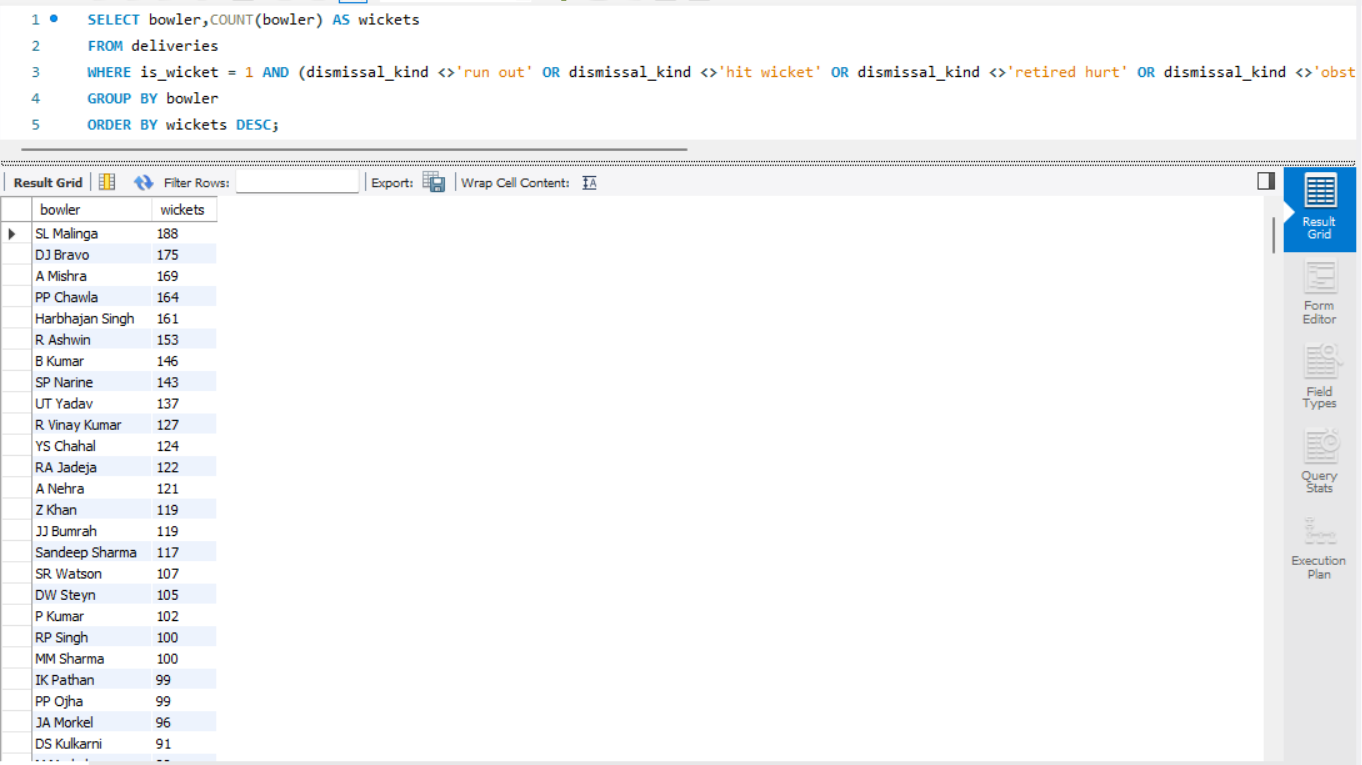 1 SELECT bowler,COUNT(bowler) AS wickets
2 FROM deliveries
3 WHERE is_wicket = 1 AND (dismissal_kind <>'run out' OR dismissal_kind <>'hit wicket' OR dismissal_kind <>'retired hurt' OR dismissal_kind <>'obst
4 GROUP BY bowler
5 ORDER BY wickets DESC;
Result Grid Filter Rows: Export: Wrap Cell Content: IA
bowler wickets
SL Malinga 188
DJ Bravo 175
A Mishra 169
PP Chawla 164
Harbhajan Singh 161
R Ashwin 153
B Kumar 146
SP Narine 143
UT Yadav 137
R Vinay Kumar 127
YS Chahal 124
RA Jadeja 122
A Nehra 121
Z Khan 119
JJ Bumrah 119
Sandeep Sharma 117
SR Watson 107
DW Steyn 105
P Kumar 102
RP Singh 100
MM Sharma 100
IK Pathan 99
PP Ojha 99
JA Morkel 96
DS Kulkarni 91
Result
Grid
Form
Editor
Field
Types
Query
Stats
Execution
Plan